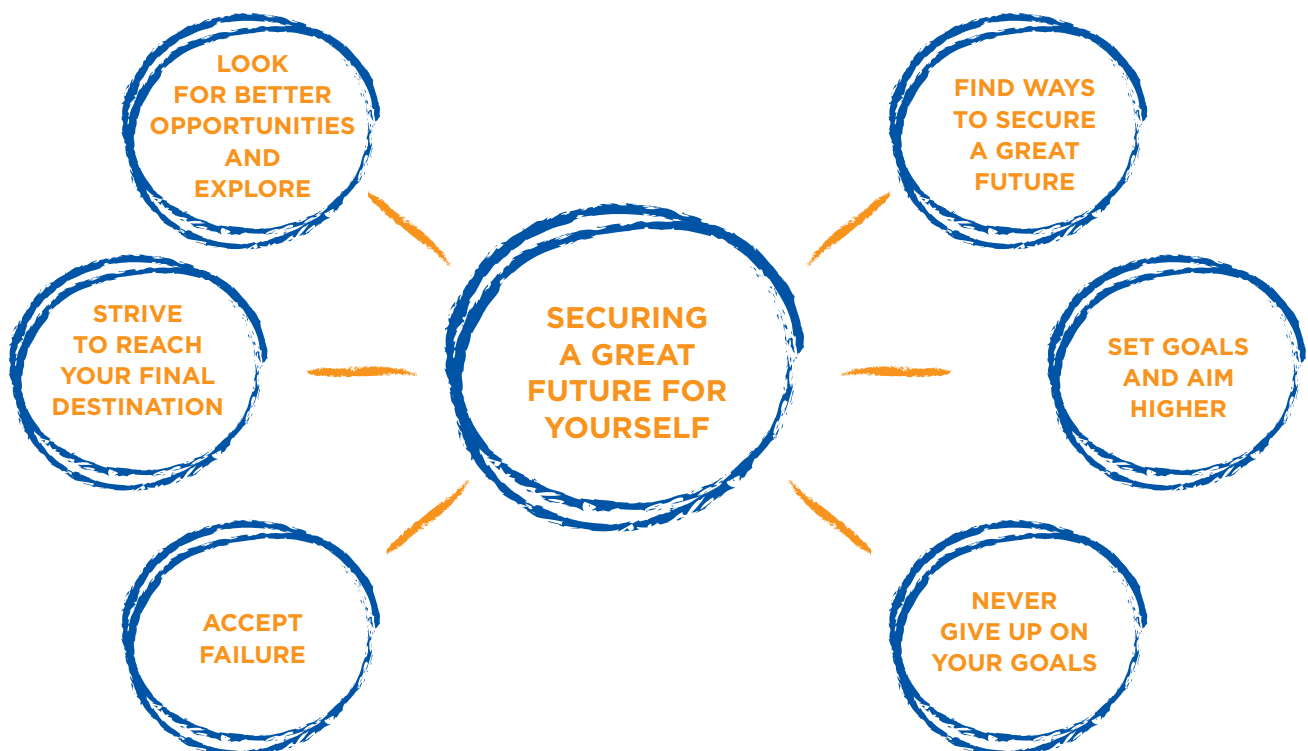 LOOK
FOR BETTER
OPPORTUNITIES
AND
EXPLORE
FIND WAYS
TO SECURE
A GREAT
FUTURE
STRIVE
TO REACH
YOUR FINAL
DESTINATION
SECURING
A GREAT
FUTURE FOR
YOURSELF
SET GOALS
AND AIM
HIGHER
ACCEPT
FAILURE
NEVER
GIVE UP ON
YOUR GOALS